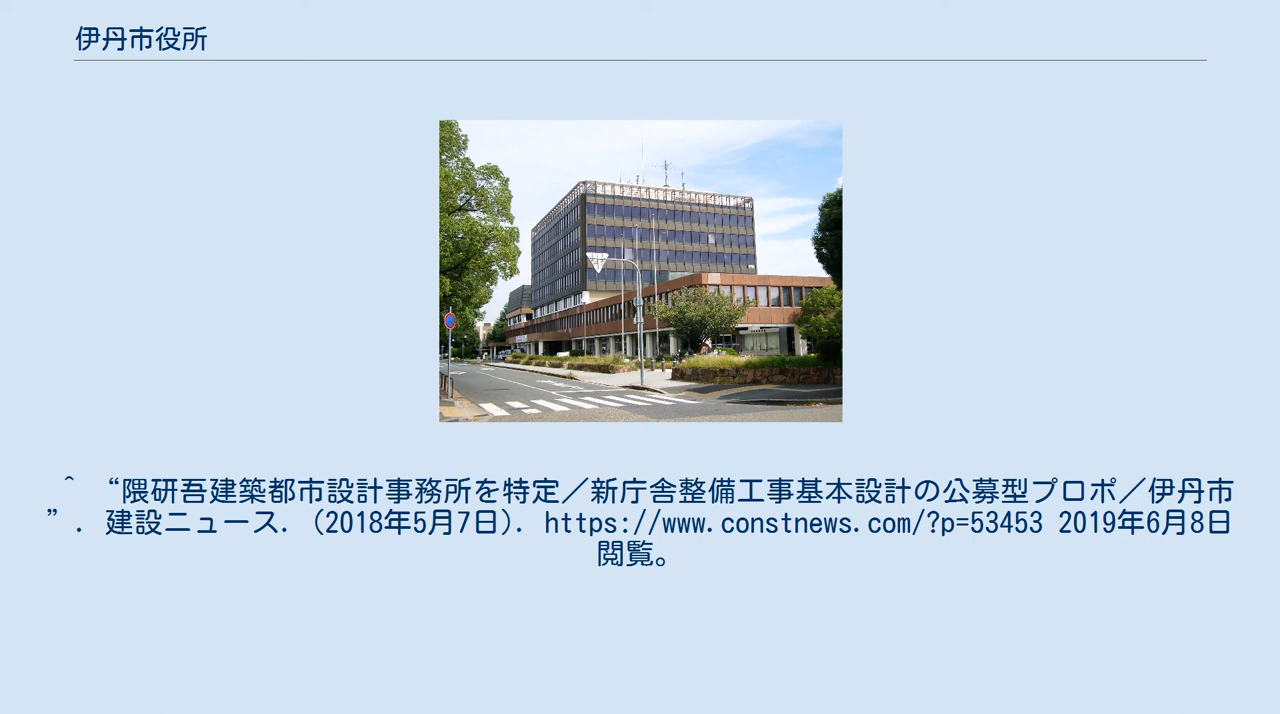 伊丹市役所
^ “隈研吾建築都市設計事務所を特定／新庁舎整備工事基本設計の公募型プロポ／伊丹市
”. 建設ニュース. (2018年5月7日). https://www.constnews.com/?p=53453 2019年6月8日
閲覧。